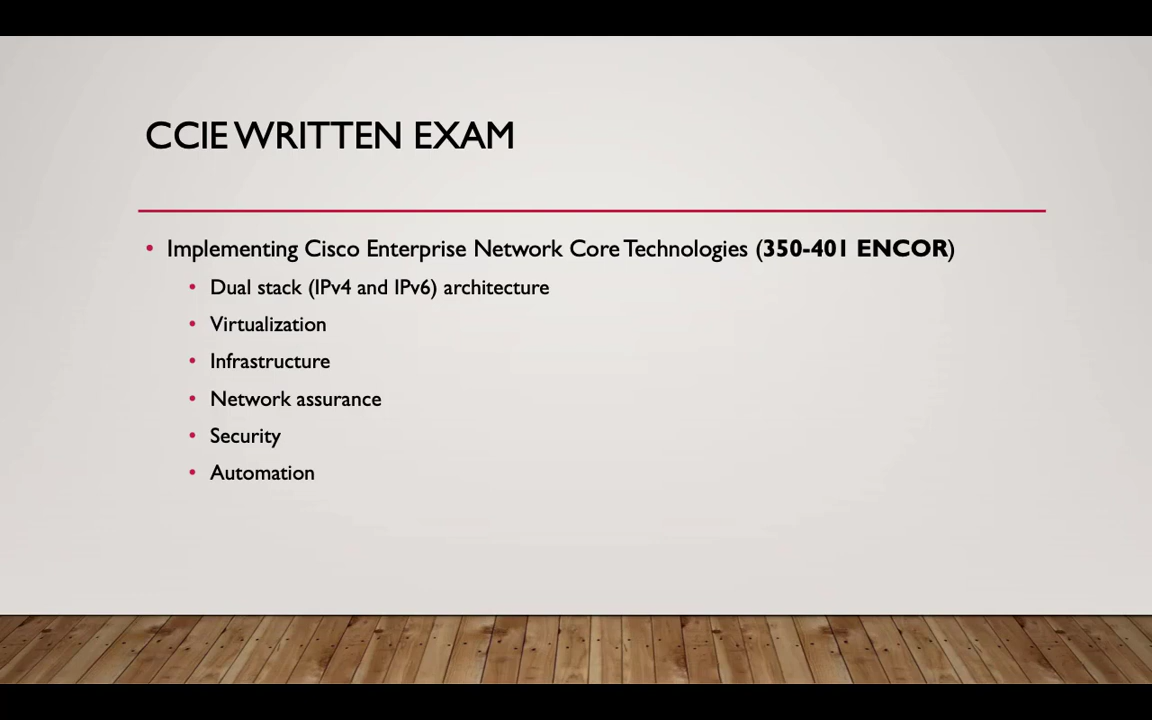 CCIE WRITTEN EXAM
• Implementing Cisco Enterprise Network Core Technologies (350-401 ENCOR)
• Dual stack (IPv4 and IPv6) architecture
• Virtualization
• Infrastructure
• Network assurance
• Security
• Automation